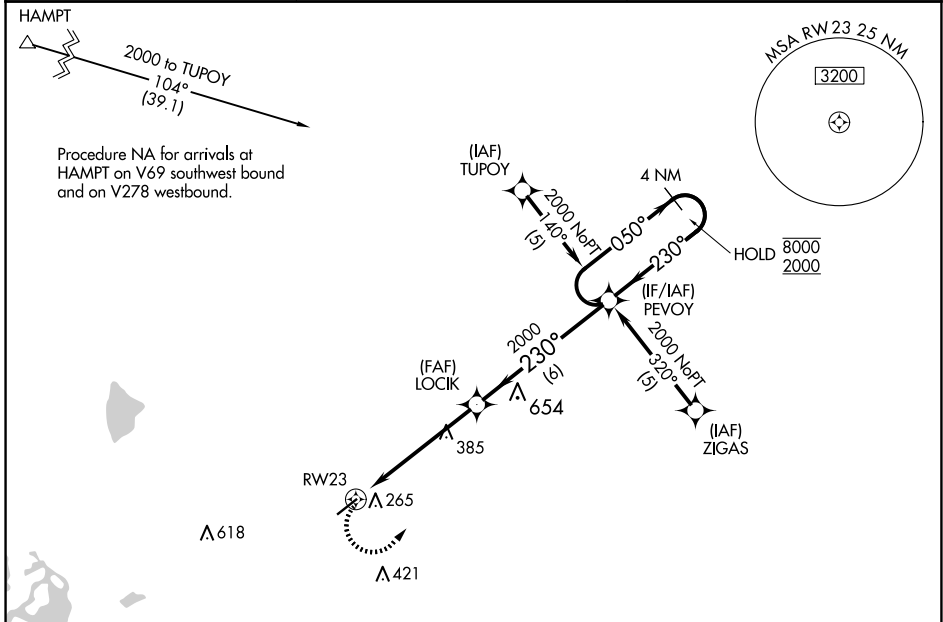 HAMPT
2000 to TUPOY
104°
(39.1)
Procedure NA for arrivals at
HAMPT on V69 southwest bound
and on V278 westbound.
MSA RW23 25 NM
3200
(IAF)
TUPOY
2000 NoPT
140°
(5)
4 NM
050°
230°
HOLD 8000
2000
(IF/IAF)
PEVOY
2000 NoPT
320°
(5)
(IAF)
ZIGAS
2000
230°
(6)
(FAF)
LOCIK
654
385
RW23
265
618
421